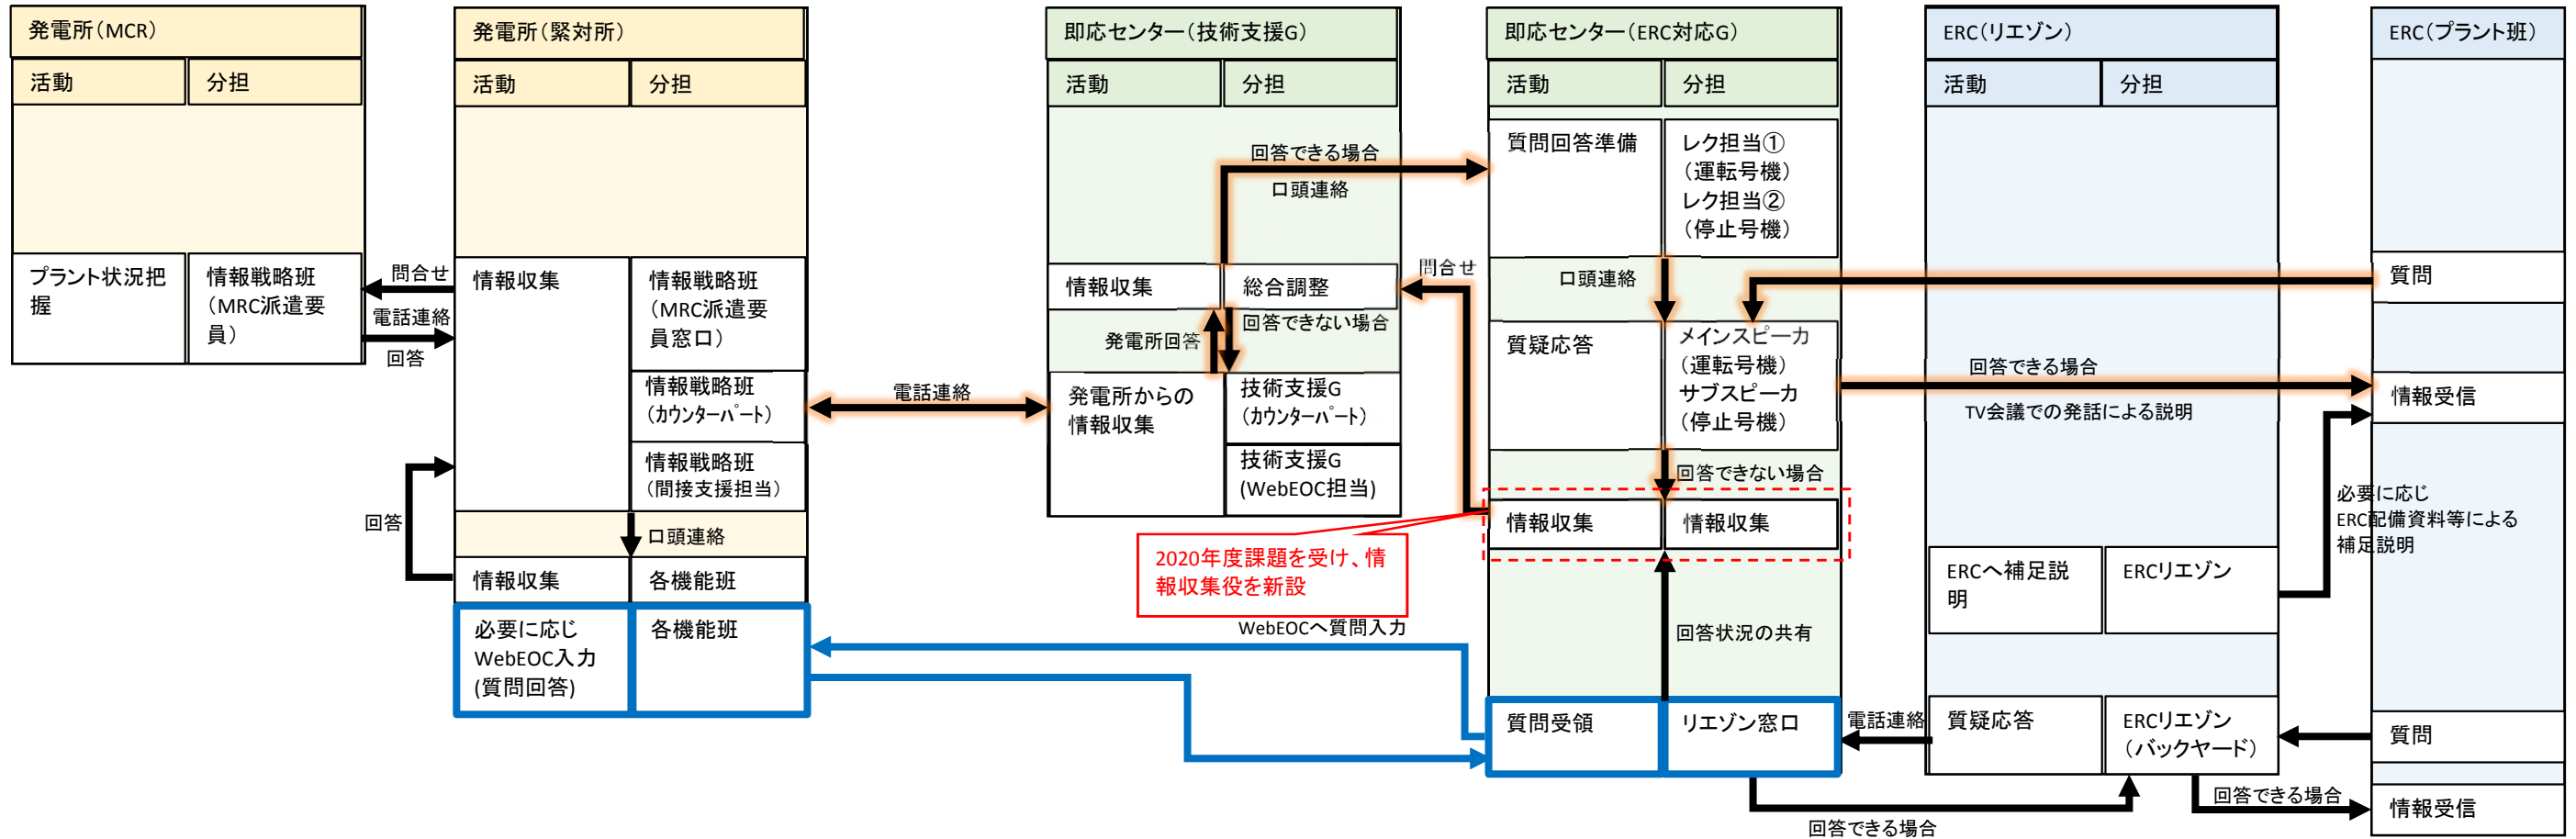 発電所（MCR）
活動
分担
プラント状況把
握
情報戦略班
（MRC派遣要
員）
問合せ
電話連絡
回答
発電所（緊対所）
活動
分担
情報収集
情報戦略班
（MRC派遣要
員窓口）
情報戦略班
（カウンターパート）
情報戦略班
（間接支援担当）
回答
口頭連絡
情報収集
各機能班
必要に応じ
WebEOC入力
(質問回答)
各機能班
電話連絡
即応センター（技術支援G）
活動
分担
回答できる場合
口頭連絡
情報収集
総合調整
発電所回答
回答できない場合
発電所からの
情報収集
技術支援G
（カウンターパート）
技術支援G
(WebEOC担当)
問合せ
2020年度課題を受け、情
報収集役を新設
WebEOCへ質問入力
即応センター（ERC対応G）
活動
分担
質問回答準備
レク担当①
（運転号機）
レク担当②
（停止号機）
口頭連絡
質疑応答
メインスピーカ
（運転号機）
サブスピーカ
（停止号機）
回答できない場合
情報収集
情報収集
回答状況の共有
質問受領
リエゾン窓口
電話連絡
回答できる場合
ERC（リエゾン）
活動
分担
回答できる場合
TV会議での発話による説明
ERCへ補足説
明
ERCリエゾン
必要に応じ
ERC配備資料等による
補足説明
質疑応答
ERCリエゾン
（バックヤード）
回答できる場合
ERC（プラント班）
質問
情報受信
質問
情報受信